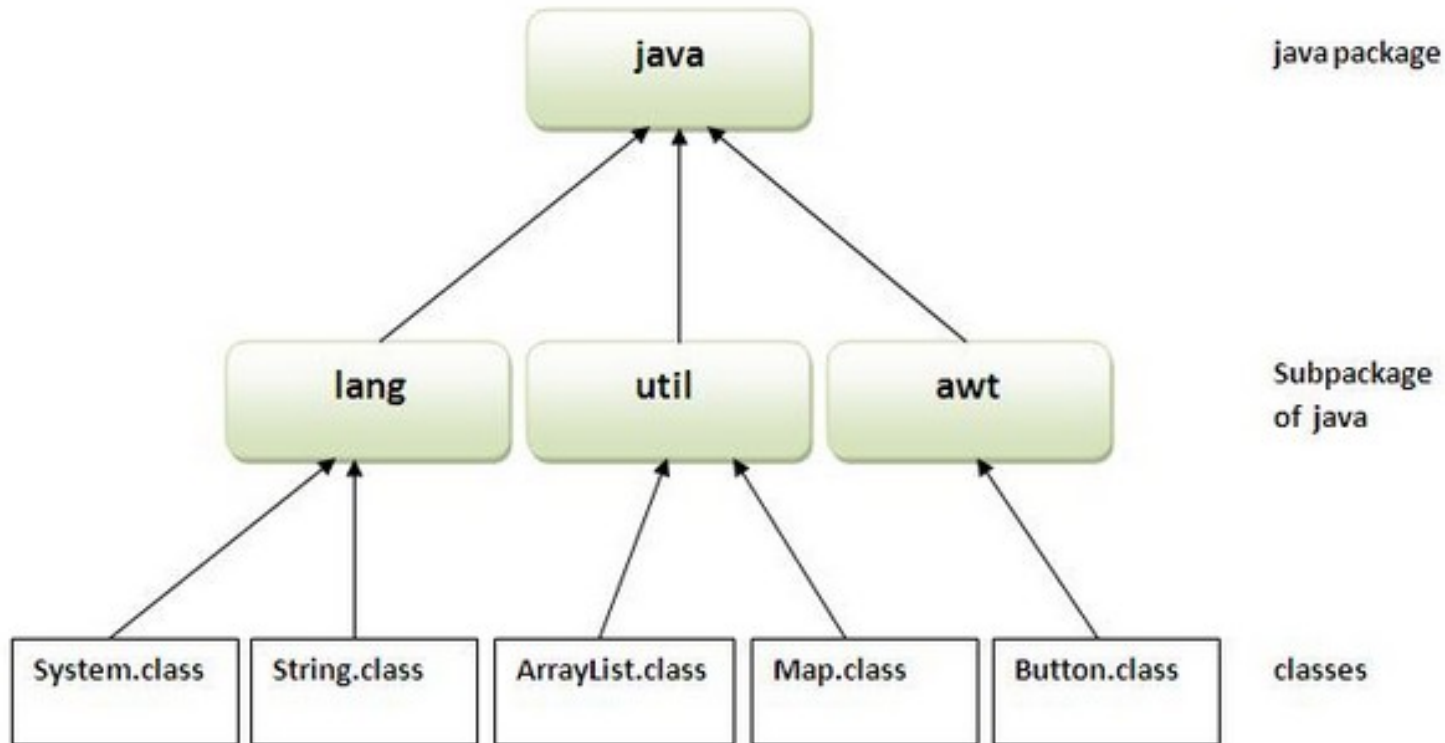 java
java package
lang
util
awt
Subpackage
of java
System.class
String.class
ArrayList.class
Map.class
Button.class
classes